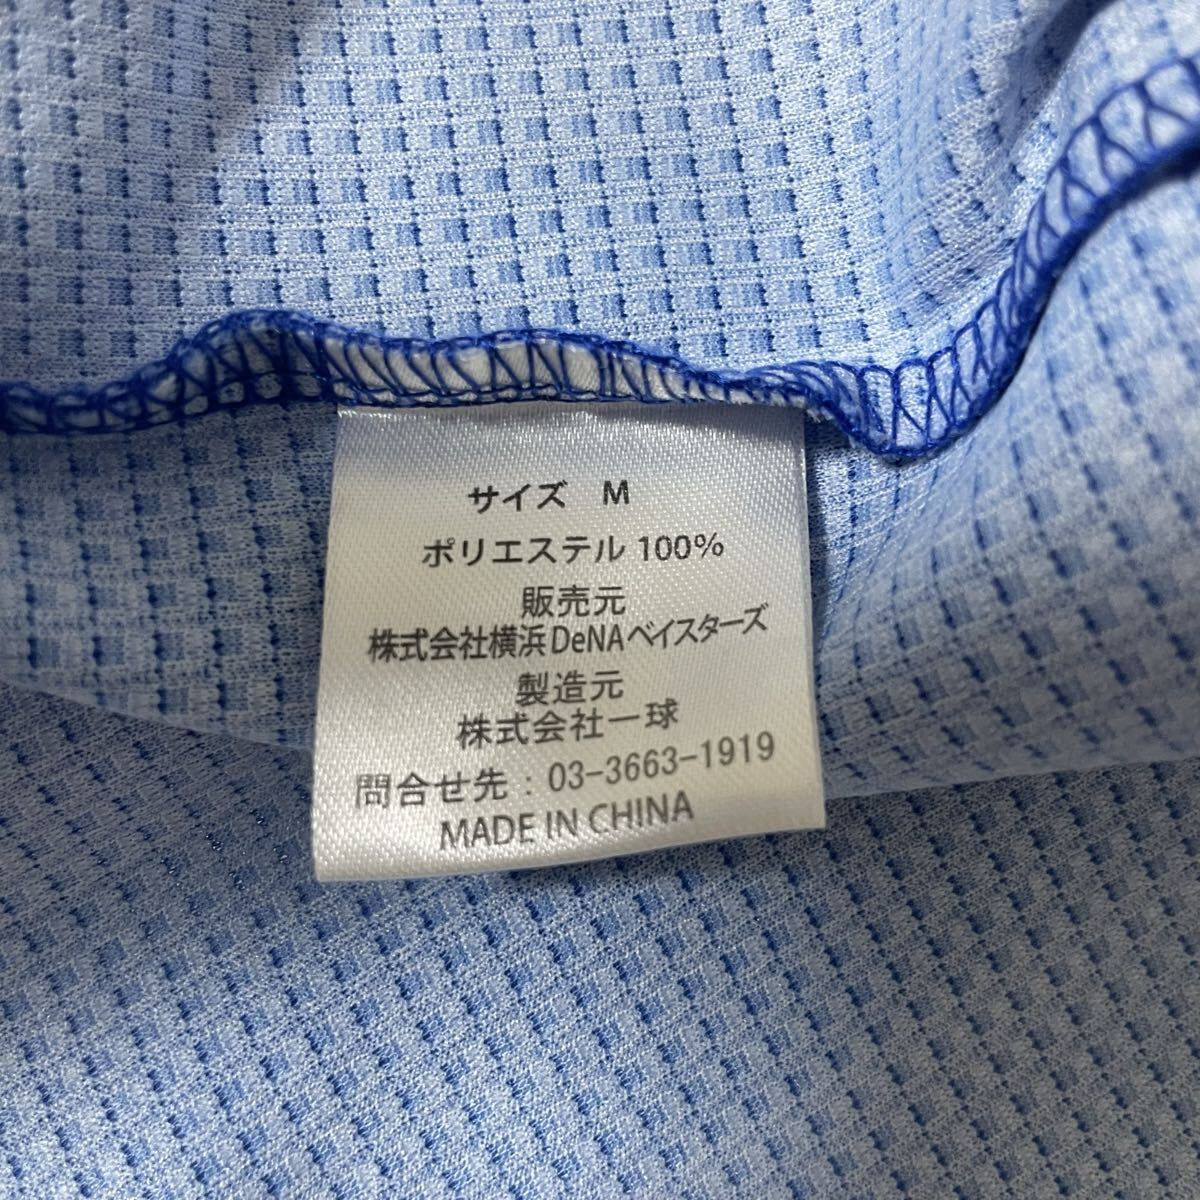 サイズ　M
ポリエステル 100%
販売元
株式会社横浜DeNAベイスターズ
製造元
株式会社一球
問合せ先：03-3663-1919
MADE IN CHINA